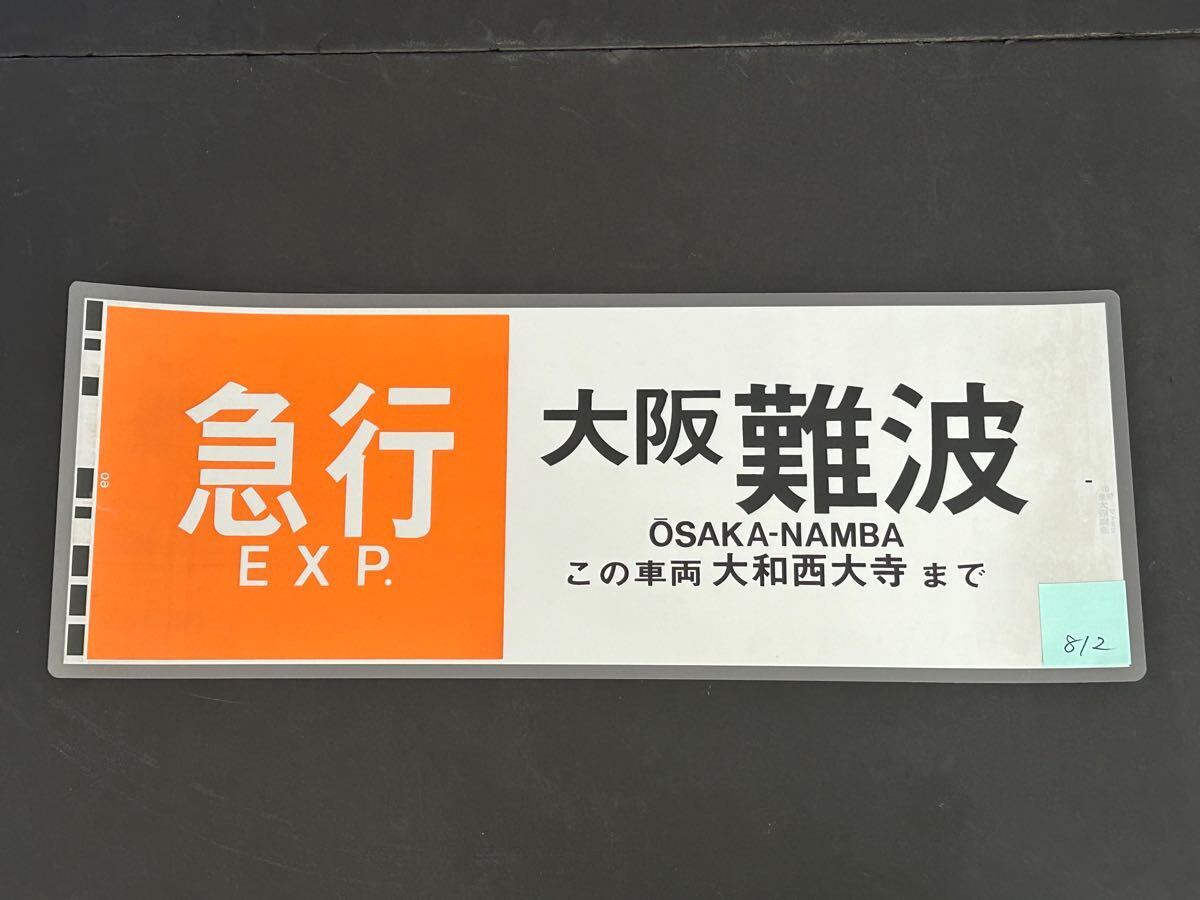 急行
EXP.
大阪難波
ŌSAKA-NAMBA
この車両 大和西大寺 まで
09
812